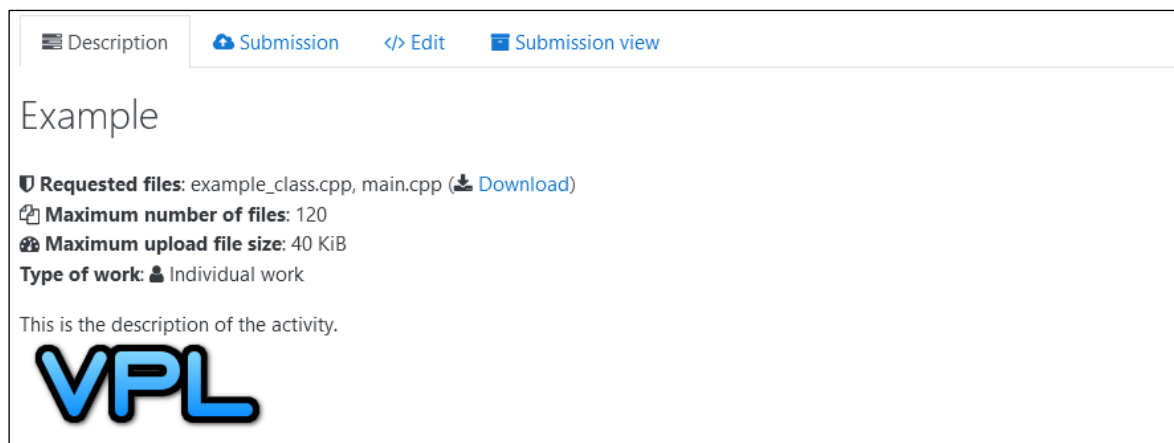 Description Submission </> Edit Submission view
Example
Requested files: example_class.cpp, main.cpp ( Download)
Maximum number of files: 120
Maximum upload file size: 40 KiB
Type of work: Individual work
This is the description of the activity.
VPL